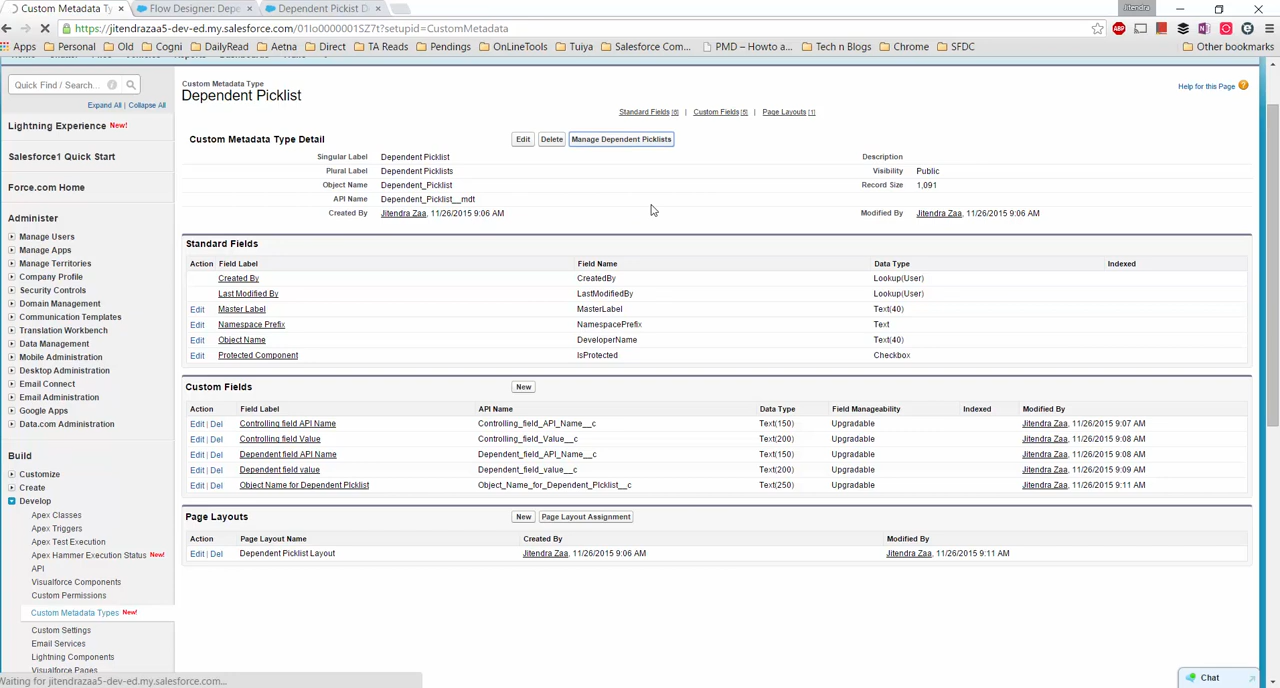 Custom Metadata Ty × Flow Designer: Depe × Dependent Pickist D × Jitendra
https://jitendrazaa5-dev-ed.my.salesforce.com/01Io0000001SZ7t?setupid=CustomMetadata
Apps Personal Old Cogni DailyRead Aetna Direct TA Reads Pendings OnLineTools Tuiya Salesforce Com... PMD – Howto a... Tech n Blogs Chrome SFDC Other bookmarks
Quick Find / Search...
Expand All | Collapse All
Lightning Experience New!
Salesforce1 Quick Start
Force.com Home
Administer
Manage Users
Manage Apps
Manage Territories
Company Profile
Security Controls
Domain Management
Communication Templates
Translation Workbench
Data Management
Mobile Administration
Desktop Administration
Email Connect
Email Administration
Google Apps
Data.com Administration
Build
Customize
Create
Develop
Apex Classes
Apex Triggers
Apex Test Execution
Apex Hammer Execution Status New!
API
Visualforce Components
Custom Permissions
Custom Metadata Types New!
Custom Settings
Email Services
Lightning Components
Visualforce Pages
Waiting for jitendrazaa5-dev-ed.my.salesforce.com...
Custom Metadata Type
Dependent Picklist
Help for this Page ?
Standard Fields [6] | Custom Fields [5] | Page Layouts [1]
Custom Metadata Type Detail Edit Delete Manage Dependent Picklists
Singular Label Dependent Picklist Description
Plural Label Dependent Picklists Visibility Public
Object Name Dependent_Picklist Record Size 1,091
API Name Dependent_Picklist__mdt
Created By Jitendra Zaa, 11/26/2015 9:06 AM Modified By Jitendra Zaa, 11/26/2015 9:06 AM
Standard Fields
Action Field Label Field Name Data Type Indexed
Created By CreatedBy Lookup(User)
Last Modified By LastModifiedBy Lookup(User)
Edit Master Label MasterLabel Text(40)
Edit Namespace Prefix NamespacePrefix Text
Edit Object Name DeveloperName Text(40)
Edit Protected Component IsProtected Checkbox
Custom Fields New
Action Field Label API Name Data Type Field Manageability Indexed Modified By
Edit | Del Controlling field API Name Controlling_field_API_Name__c Text(150) Upgradable Jitendra Zaa, 11/26/2015 9:07 AM
Edit | Del Controlling field Value Controlling_field_Value__c Text(200) Upgradable Jitendra Zaa, 11/26/2015 9:08 AM
Edit | Del Dependent field API Name Dependent_field_API_Name__c Text(150) Upgradable Jitendra Zaa, 11/26/2015 9:08 AM
Edit | Del Dependent field value Dependent_field_value__c Text(200) Upgradable Jitendra Zaa, 11/26/2015 9:09 AM
Edit | Del Object Name for Dependent PIcklist Object_Name_for_Dependent_PIcklist__c Text(250) Upgradable Jitendra Zaa, 11/26/2015 9:11 AM
Page Layouts New Page Layout Assignment
Action Page Layout Name Created By Modified By
Edit | Del Dependent Picklist Layout Jitendra Zaa, 11/26/2015 9:06 AM Jitendra Zaa, 11/26/2015 9:11 AM
Chat